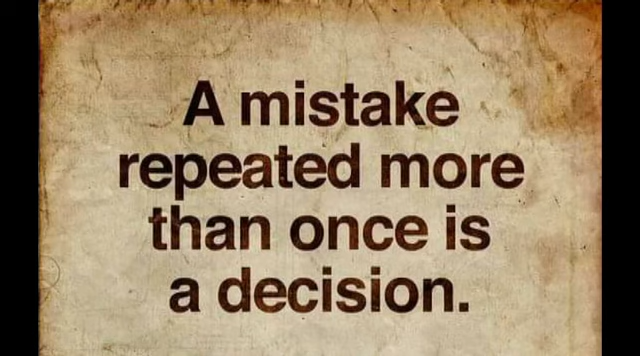 A mistake
repeated more
than once is
a decision.